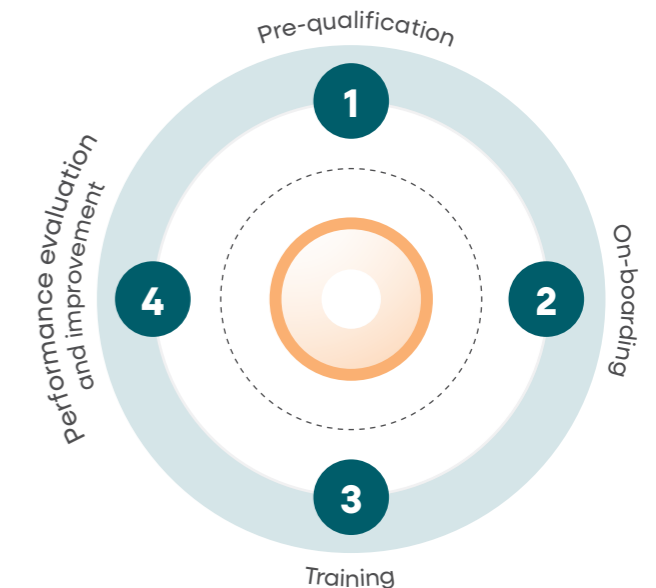 Pre-qualification
1
On-boarding
2
Training
3
Performance evaluation
and improvement
4